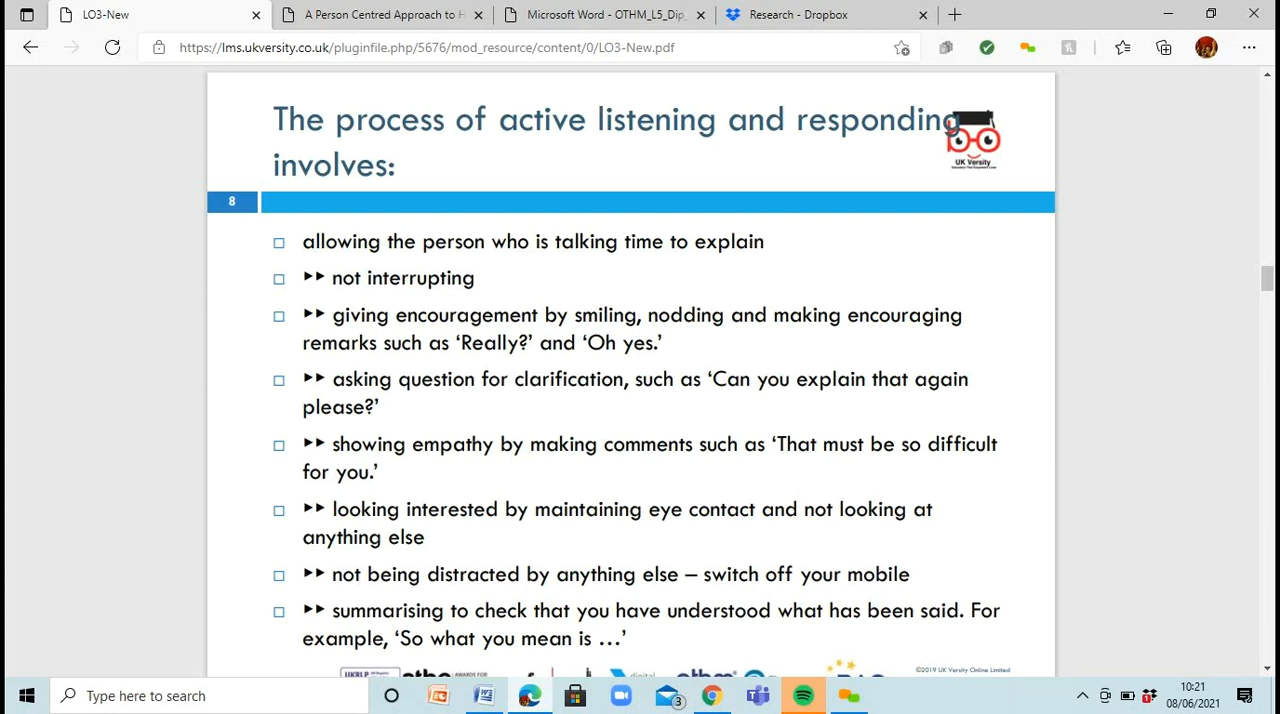 LO3-New
A Person Centred Approach to H
Microsoft Word - OTHM_L5_Dip_
Research - Dropbox
https://lms.ukversity.co.uk/pluginfile.php/5676/mod_resource/content/0/LO3-New.pdf
The process of active listening and responding
involves:
UK Versity
8
allowing the person who is talking time to explain
▸▸ not interrupting
▸▸ giving encouragement by smiling, nodding and making encouraging
remarks such as ‘Really?’ and ‘Oh yes.’
▸▸ asking question for clarification, such as ‘Can you explain that again
please?’
▸▸ showing empathy by making comments such as ‘That must be so difficult
for you.’
▸▸ looking interested by maintaining eye contact and not looking at
anything else
▸▸ not being distracted by anything else – switch off your mobile
▸▸ summarising to check that you have understood what has been said. For
example, ‘So what you mean is …’
©2019 UK Versity Online Limited
Type here to search
3
10:21
08/06/2021